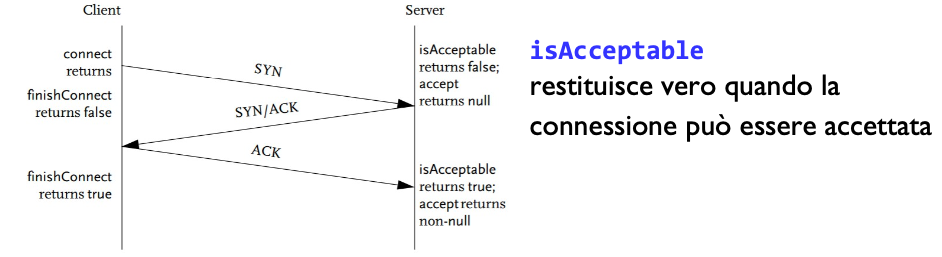 Client
Server
connect
returns
SYN
isAcceptable
returns false;
accept
returns null
finishConnect
returns false
SYN/ACK
ACK
finishConnect
returns true
isAcceptable
returns true;
accept returns
non-null
isAcceptable
restituisce vero quando la
connessione può essere accettata